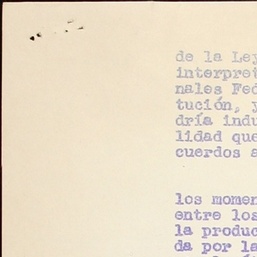 de la Ley
interpret
nales Fed
tución, y
dría indu
lidad que
cuerdos a
los momen
entre los
la produc
da por la